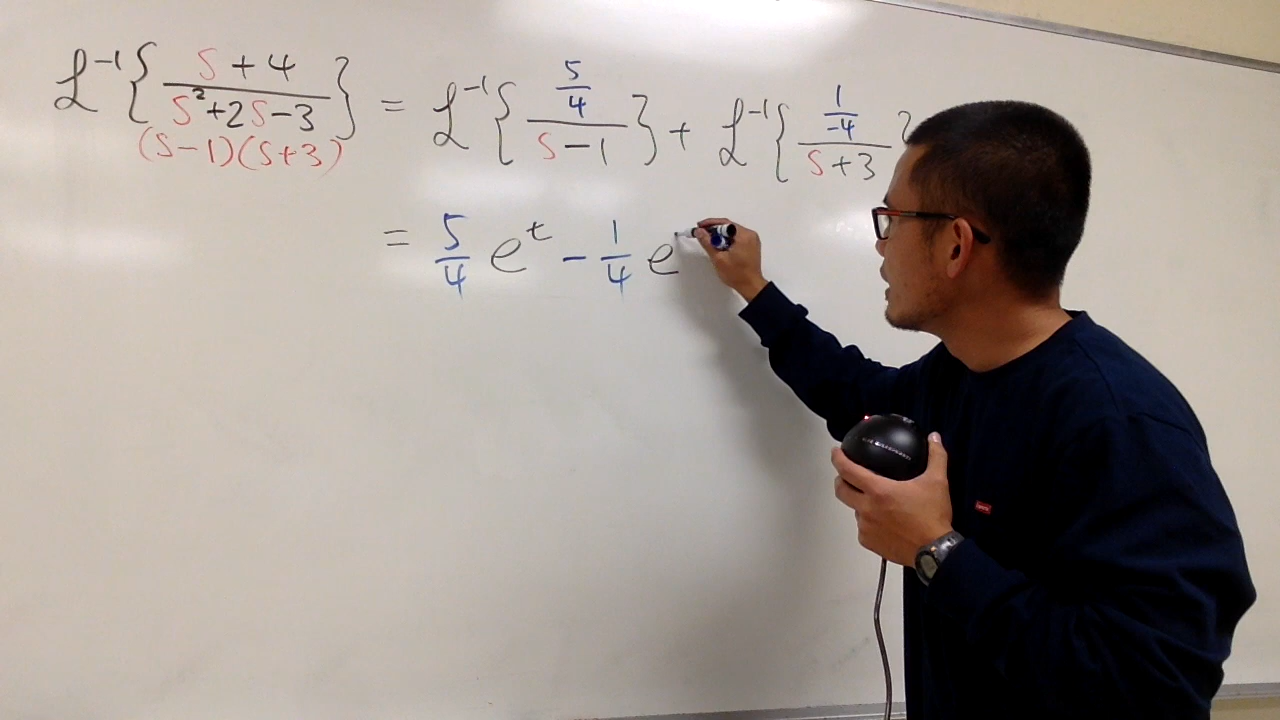 ℒ⁻¹{ (s + 4) / (s² + 2s − 3) } = ℒ⁻¹{ (5/4) / (s − 1) } + ℒ⁻¹{ (1/−4) / (s + 3) }
(s − 1)(s + 3)
= 5/4 e^t − 1/4 e